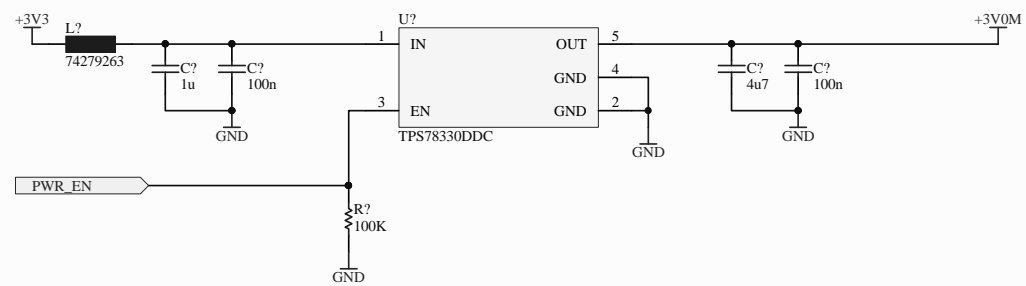 +3V3
L?
74279263
C?
1u
C?
100n
U?
1
IN
3
EN
OUT
5
GND
4
GND
2
TPS78330DDC
+3V0M
C?
4u7
C?
100n
GND
GND
GND
PWR_EN
R?
100K
GND